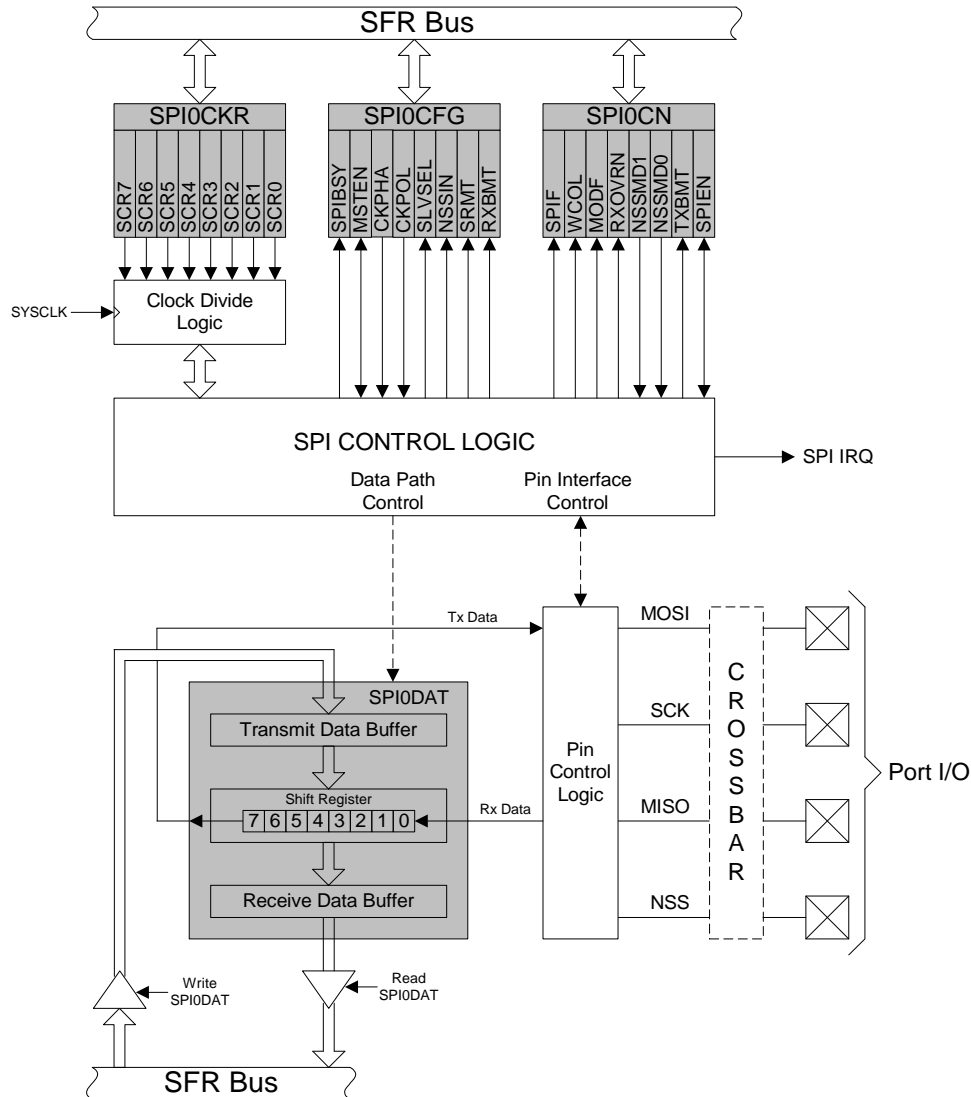 SFR Bus
SPI0CKR
SPI0CFG
SPI0CN
SCR7
SCR6
SCR5
SCR4
SCR3
SCR2
SCR1
SCR0
SPIBSY
MSTEN
CKPHA
CKPOL
SLVSEL
NSSIN
SRMT
RXBMT
SPIF
WCOL
MODF
RXOVRN
NSSMD1
NSSMD0
TXBMT
SPIEN
SYSCLK
Clock Divide
Logic
SPI CONTROL LOGIC
SPI IRQ
Data Path
Control
Pin Interface
Control
Tx Data
MOSI
SPI0DAT
Transmit Data Buffer
SCK
Shift Register
7 6 5 4 3 2 1 0
Rx Data
Pin
Control
Logic
MISO
Receive Data Buffer
NSS
CROSSBAR
Port I/O
Write
SPI0DAT
Read
SPI0DAT
SFR Bus